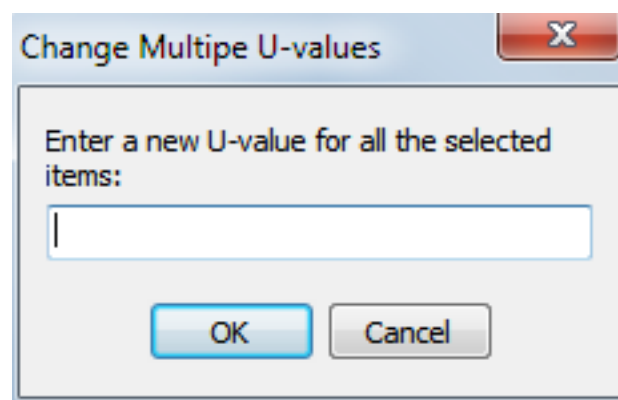 Change Multipe U-values
Enter a new U-value for all the selected
items:
OK Cancel